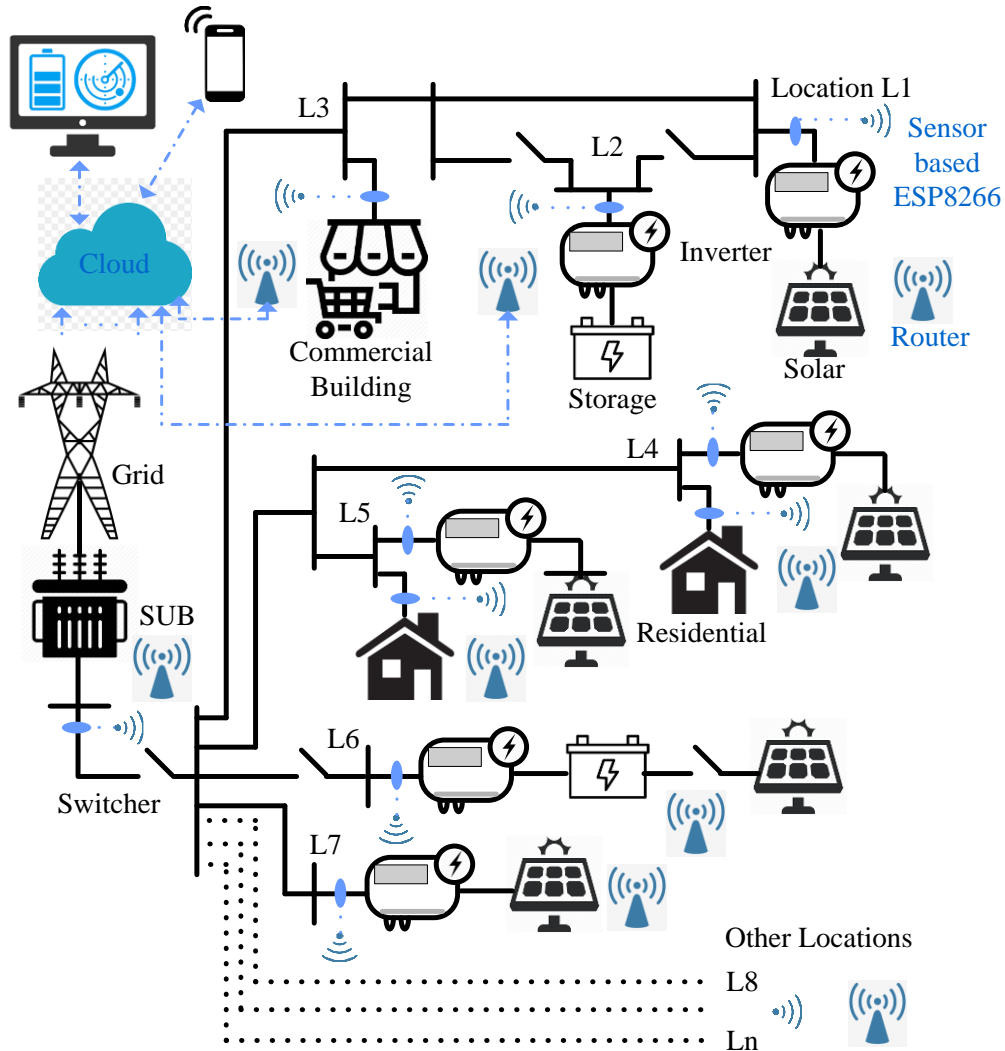 L3
Location L1
Sensor
based
ESP8266
L2
Cloud
Inverter
Router
Commercial
Building
Solar
Storage
Grid
L4
L5
SUB
Residential
L6
Switcher
L7
Other Locations
L8
Ln